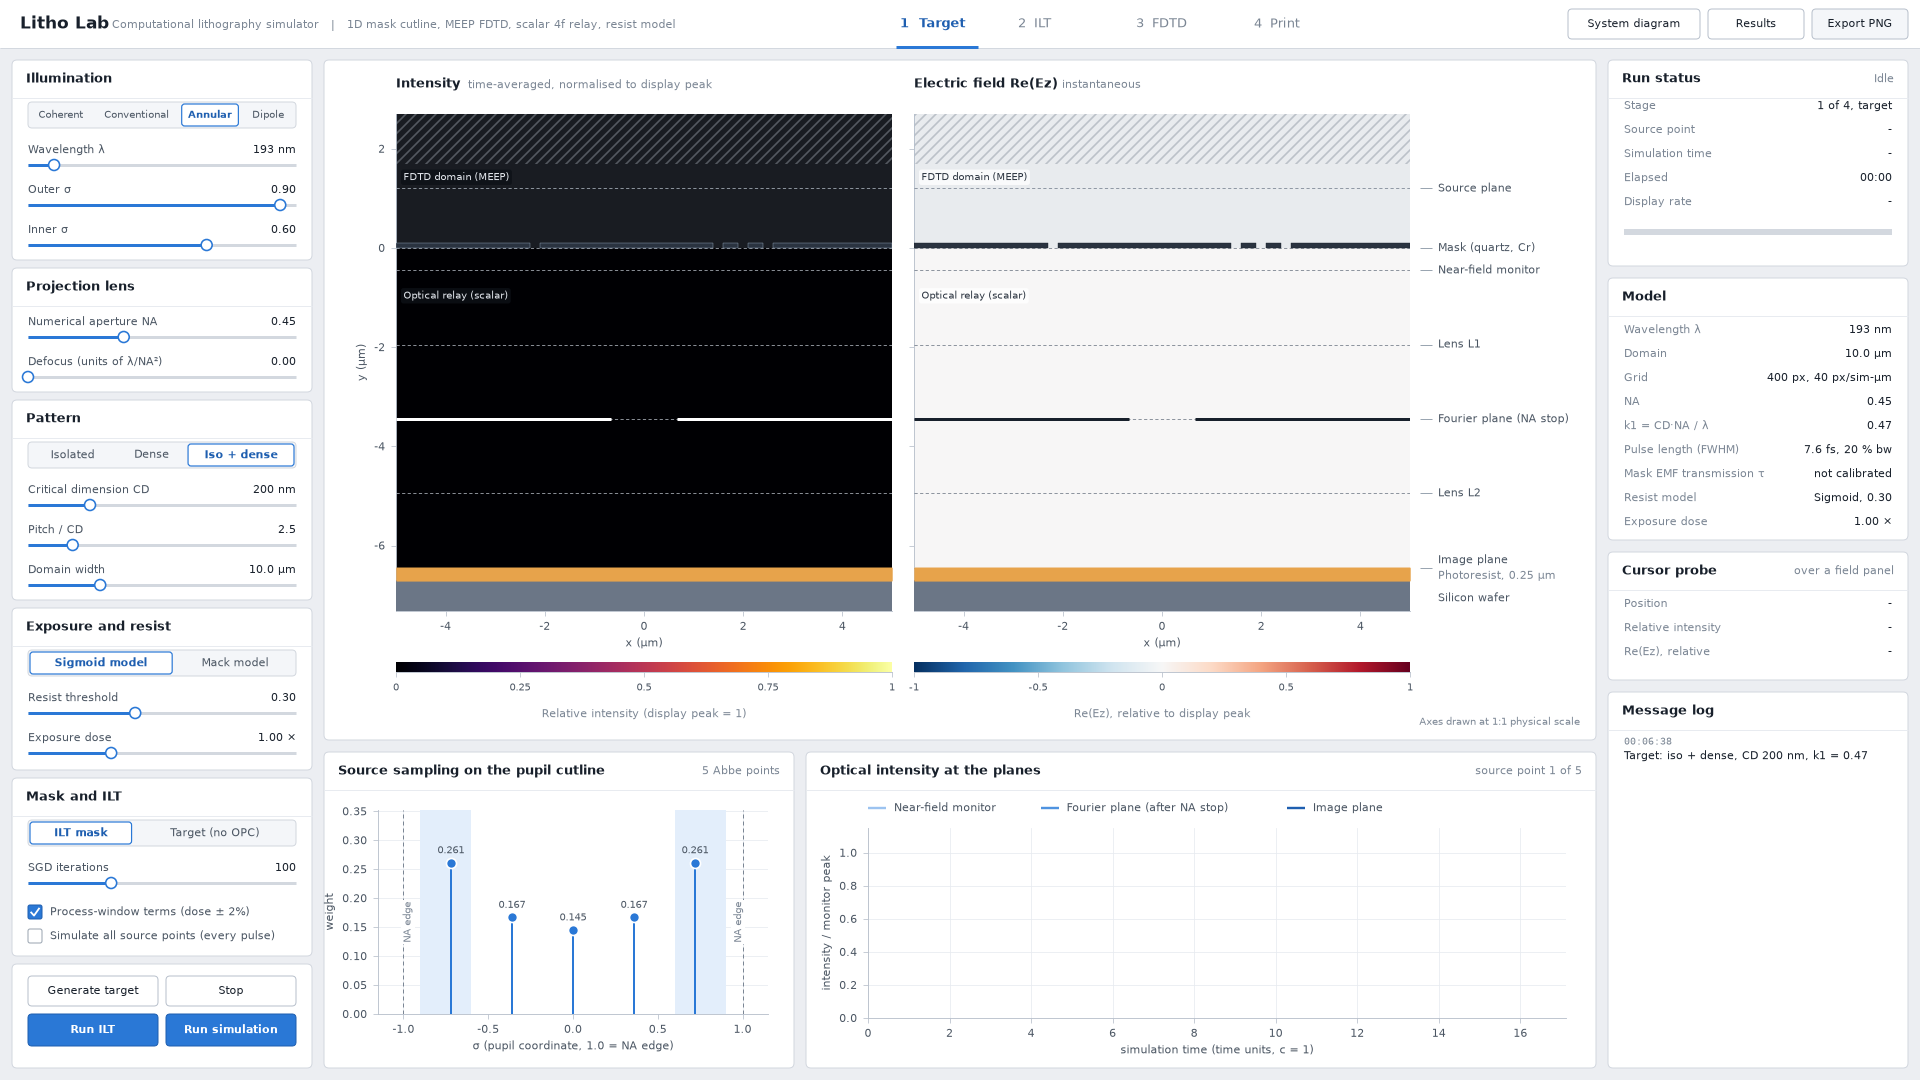 Litho Lab Computational lithography simulator | 1D mask cutline, MEEP FDTD, scalar 4f relay, resist model
1 Target 2 ILT 3 FDTD 4 Print
System diagram Results Export PNG
Illumination
Coherent Conventional Annular Dipole
Wavelength λ 193 nm
Outer σ 0.90
Inner σ 0.60
Projection lens
Numerical aperture NA 0.45
Defocus (units of λ/NA²) 0.00
Pattern
Isolated Dense Iso + dense
Critical dimension CD 200 nm
Pitch / CD 2.5
Domain width 10.0 µm
Exposure and resist
Sigmoid model Mack model
Resist threshold 0.30
Exposure dose 1.00 ×
Mask and ILT
ILT mask Target (no OPC)
SGD iterations 100
Process-window terms (dose ± 2%)
Simulate all source points (every pulse)
Generate target Stop
Run ILT Run simulation
Intensity time-averaged, normalised to display peak
FDTD domain (MEEP)
Optical relay (scalar)
2
0
-2
-4
-6
y (µm)
-4 -2 0 2 4
x (µm)
0 0.25 0.5 0.75 1
Relative intensity (display peak = 1)
Electric field Re(Ez) instantaneous
FDTD domain (MEEP)
Optical relay (scalar)
Source plane
Mask (quartz, Cr)
Near-field monitor
Lens L1
Fourier plane (NA stop)
Lens L2
Image plane
Photoresist, 0.25 µm
Silicon wafer
-4 -2 0 2 4
x (µm)
-1 -0.5 0 0.5 1
Re(Ez), relative to display peak
Axes drawn at 1:1 physical scale
Source sampling on the pupil cutline 5 Abbe points
0.35
0.30
0.25
0.20
0.15
0.10
0.05
0.00
weight
NA edge
0.261
0.167
0.145
0.167
0.261
NA edge
-1.0 -0.5 0.0 0.5 1.0
σ (pupil coordinate, 1.0 = NA edge)
Optical intensity at the planes source point 1 of 5
Near-field monitor Fourier plane (after NA stop) Image plane
1.0
0.8
0.6
0.4
0.2
0.0
intensity / monitor peak
0 2 4 6 8 10 12 14 16
simulation time (time units, c = 1)
Run status Idle
Stage 1 of 4, target
Source point -
Simulation time -
Elapsed 00:00
Display rate -
Model
Wavelength λ 193 nm
Domain 10.0 µm
Grid 400 px, 40 px/sim-µm
NA 0.45
k1 = CD·NA / λ 0.47
Pulse length (FWHM) 7.6 fs, 20 % bw
Mask EMF transmission τ not calibrated
Resist model Sigmoid, 0.30
Exposure dose 1.00 ×
Cursor probe over a field panel
Position -
Relative intensity -
Re(Ez), relative -
Message log
00:06:38
Target: iso + dense, CD 200 nm, k1 = 0.47